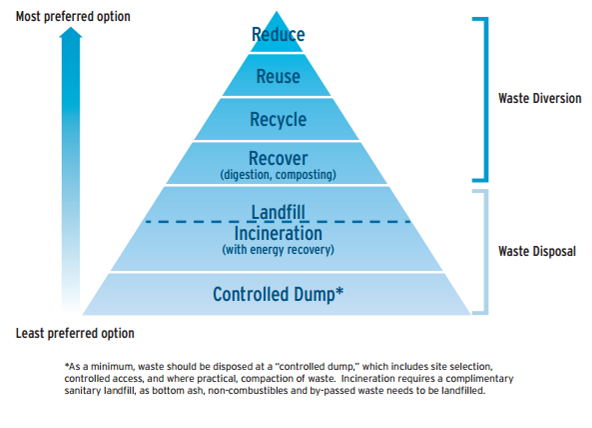 Most preferred option
Reduce
Reuse
Waste Diversion
Recycle
Recover
(digestion, composting)
Landfill
Incineration
(with energy recovery)
Waste Disposal
Controlled Dump*
Least preferred option
*As a minimum, waste should be disposed at a “controlled dump,” which includes site selection,
controlled access, and where practical, compaction of waste. Incineration requires a complimentary
sanitary landfill, as bottom ash, non-combustibles and by-passed waste needs to be landfilled.